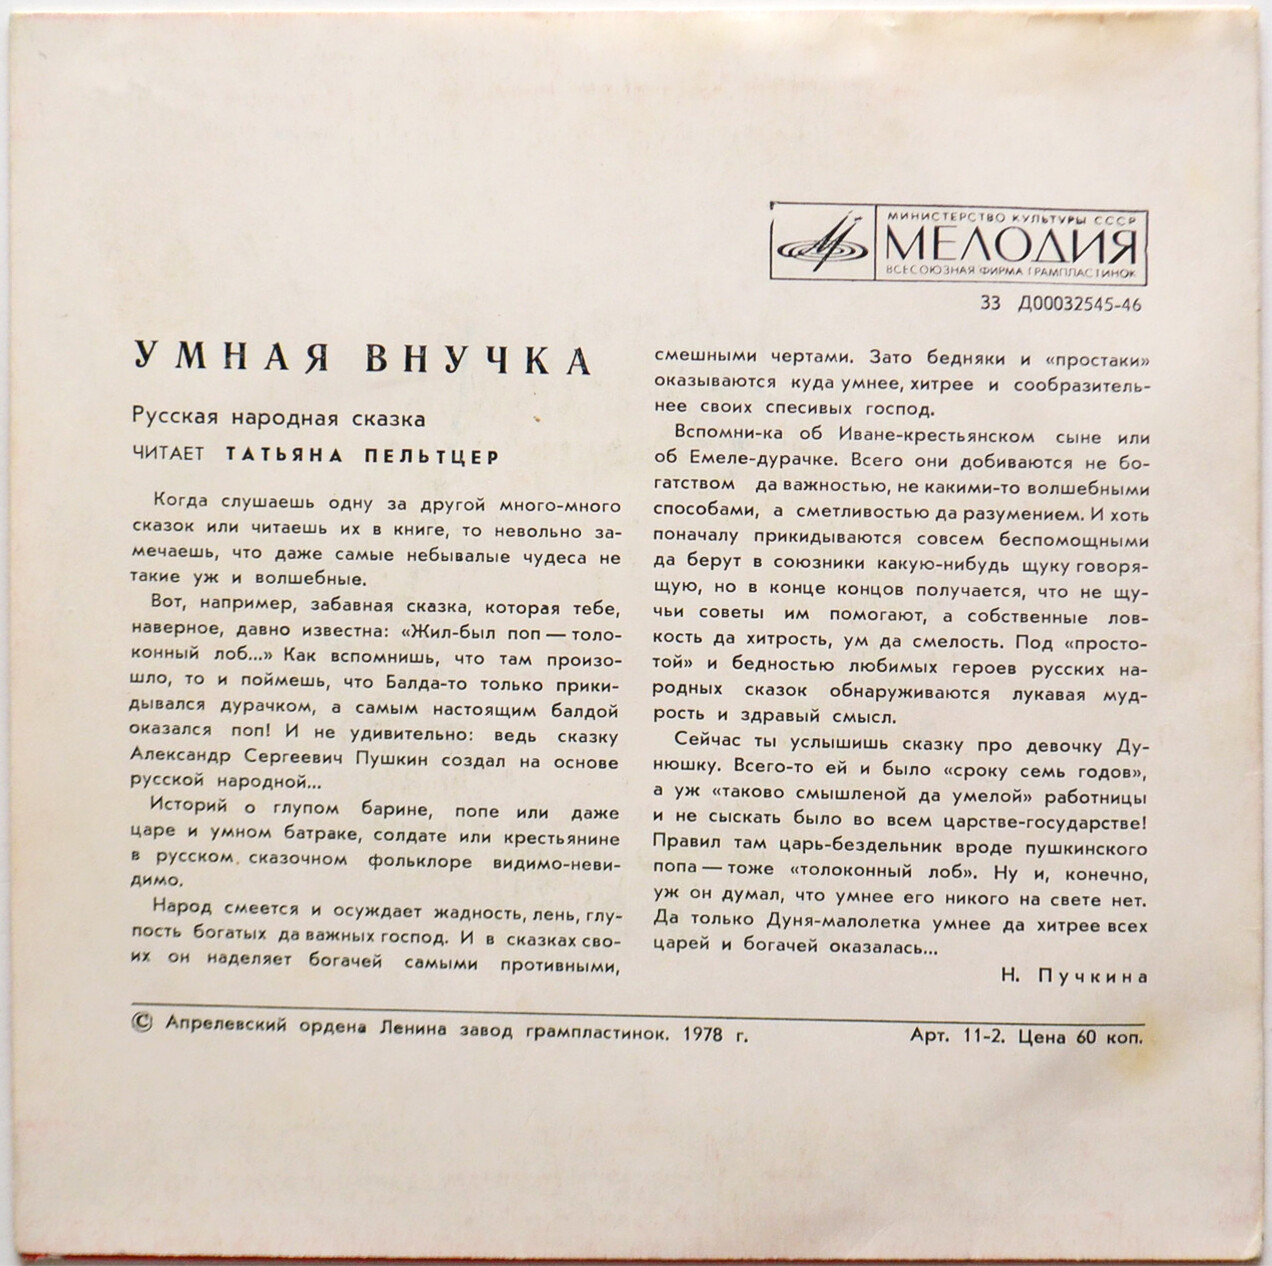 МИНИСТЕРСТВО КУЛЬТУРЫ СССР
МЕЛОДИЯ
ВСЕСОЮЗНАЯ ФИРМА ГРАМПЛАСТИНОК
33 Д00032545-46
УМНАЯ ВНУЧКА
Русская народная сказка
ЧИТАЕТ ТАТЬЯНА ПЕЛЬТЦЕР
Когда слушаешь одну за другой много-много
сказок или читаешь их в книге, то невольно за-
мечаешь, что даже самые небывалые чудеса не
такие уж и волшебные.
Вот, например, забавная сказка, которая тебе,
наверное, давно известна: «Жил-был поп — толо-
конный лоб...» Как вспомнишь, что там произо-
шло, то и поймешь, что Балда-то только прики-
дывался дурачком, а самым настоящим балдой
оказался поп! И не удивительно: ведь сказку
Александр Сергеевич Пушкин создал на основе
русской народной...
Историй о глупом барине, попе или даже
царе и умном батраке, солдате или крестьянине
в русском сказочном фольклоре видимо-неви-
димо.
Народ смеется и осуждает жадность, лень, глу-
пость богатых да важных господ. И в сказках сво-
их он наделяет богачей самыми противными,
смешными чертами. Зато бедняки и «простаки»
оказываются куда умнее, хитрее и сообразитель-
нее своих спесивых господ.
Вспомни-ка об Иване-крестьянском сыне или
об Емеле-дурачке. Всего они добиваются не бо-
гатством да важностью, не какими-то волшебными
способами, а сметливостью да разумением. И хоть
поначалу прикидываются совсем беспомощными
да берут в союзники какую-нибудь щуку говоря-
щую, но в конце концов получается, что не щу-
чьи советы им помогают, а собственные лов-
кость да хитрость, ум да смелость. Под «просто-
той» и бедностью любимых героев русских на-
родных сказок обнаруживаются лукавая муд-
рость и здравый смысл.
Сейчас ты услышишь сказку про девочку Ду-
нюшку. Всего-то ей и было «сроку семь годов»,
а уж «таково смышленой да умелой» работницы
и не сыскать было во всем царстве-государстве!
Правил там царь-бездельник вроде пушкинского
попа — тоже «толоконный лоб». Ну и, конечно,
уж он думал, что умнее его никого на свете нет.
Да только Дуня-малолетка умнее да хитрее всех
царей и богачей оказалась...
Н. Пучкина
© Апрелевский ордена Ленина завод грампластинок. 1978 г. Арт. 11-2. Цена 60 коп.